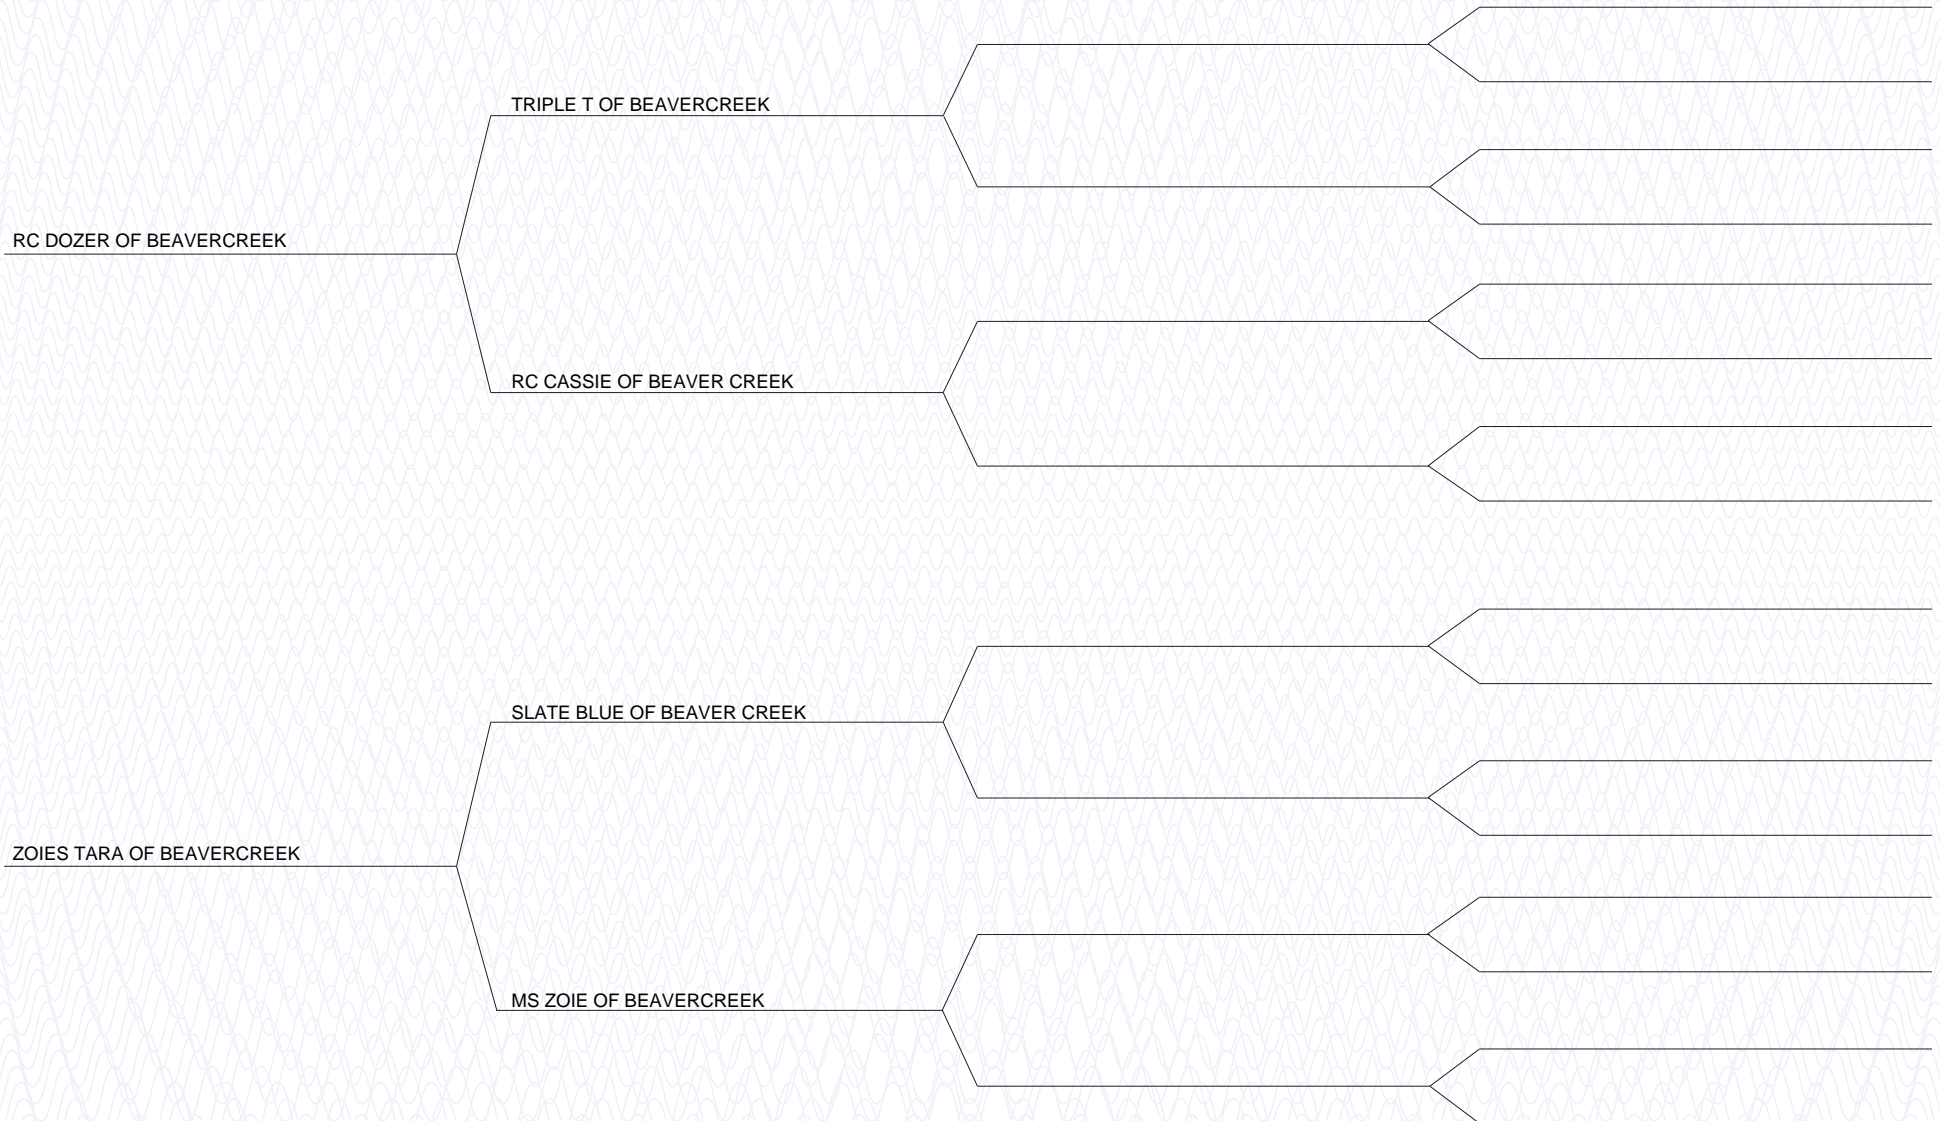 TRIPLE T OF BEAVERCREEK
RC DOZER OF BEAVERCREEK
RC CASSIE OF BEAVER CREEK
SLATE BLUE OF BEAVER CREEK
ZOIES TARA OF BEAVERCREEK
MS ZOIE OF BEAVERCREEK